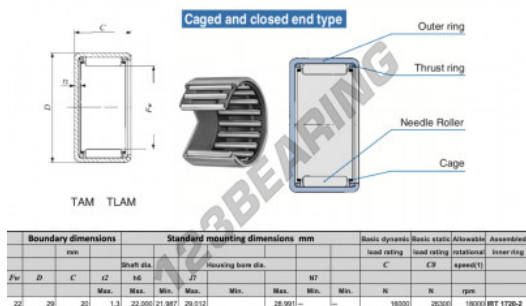 Caged and closed end type
C
t2
D
Fw
TAM TLAM
Outer ring
Thrust ring
Needle Roller
Cage
123BEARING
Boundary dimensions Standard mounting dimensions mm Basic dynamic Basic static Allowable Assembled
mm load rating load rating rotational inner ring
Shaft dia. Housing bore dia. C C0 speed(1)
Fw D C t2 h6 J7 N7
Max. Max. Min. Max. Min. Max. Min. N N rpm
22 29 20 1.3 22.000 21.987 29.012 28.991 -- -- 16000 26300 18000 IRT 1720-2